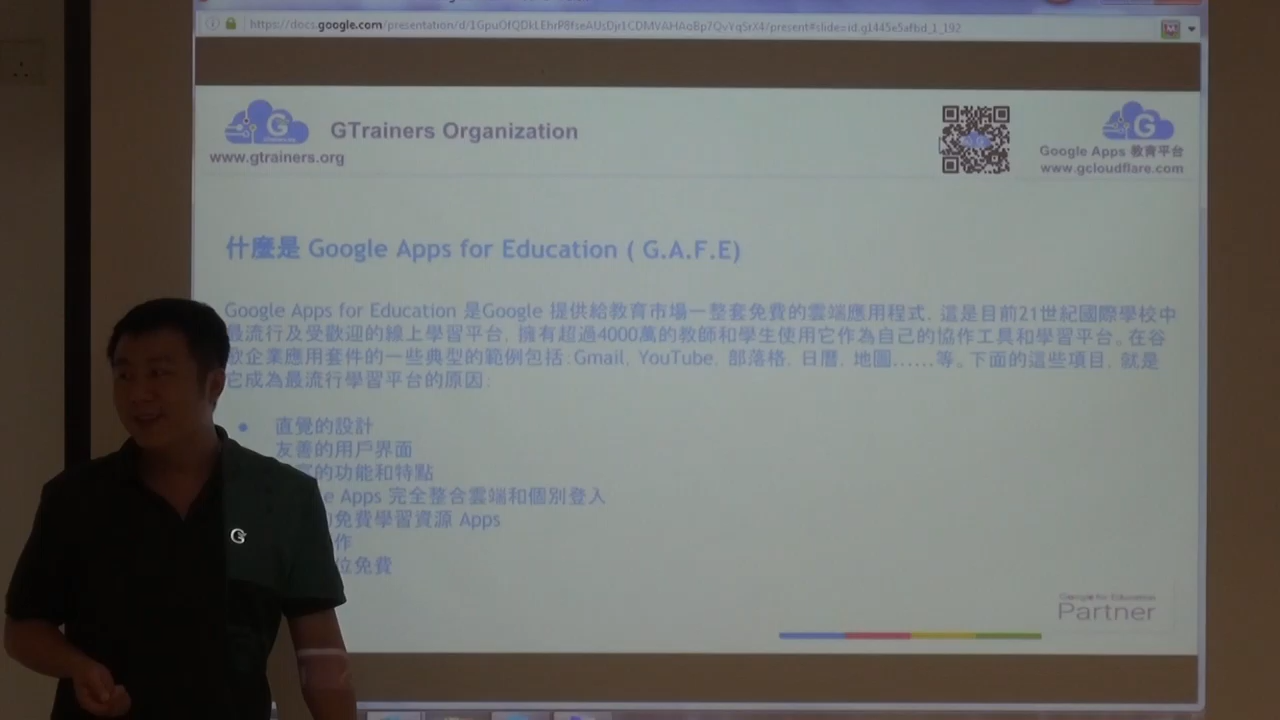 https://docs.google.com/presentation/d/
GTrainers Organization
www.gtrainers.org
Google Apps 教育平台
www.gcloudflare.com
什麼是 Google Apps for Education ( G.A.F.E)
Google Apps for Education 是Google 提供給教育市場一整套免費的雲端應用程式, 這是目前21世紀國際學校中
最流行及受歡迎的線上學習平台, 擁有超過4000萬的教師和學生使用它作為自己的協作工具和學習平台。在谷
歌企業應用套件的一些典型的範例包括:Gmail, YouTube, 部落格, 日曆, 地圖......等。下面的這些項目, 就是
它成為最流行學習平台的原因:
• 直覺的設計
友善的用戶界面
的功能和特點
e Apps 完全整合雲端和個別登入
免費學習資源 Apps
作
位免費
G
Google for Education
Partner